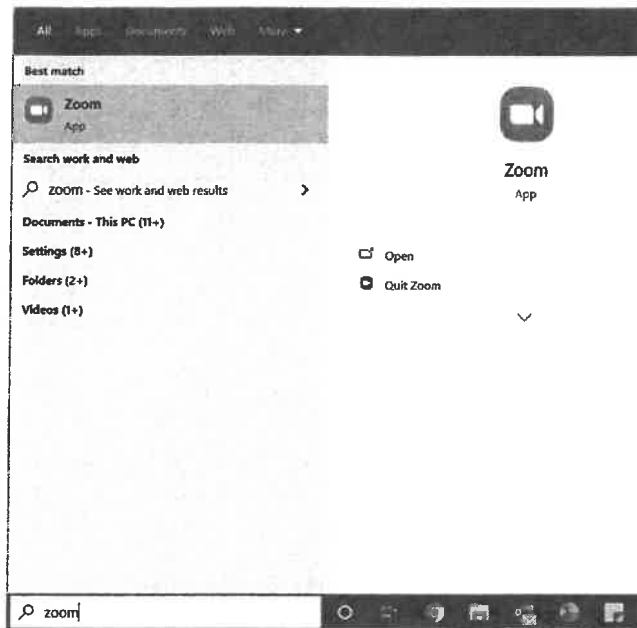 All Apps Documents Web More
Best match
Zoom
App
Search work and web
zoom - See work and web results
Documents - This PC (11+)
Settings (8+)
Folders (2+)
Videos (1+)
Zoom
App
Open
Quit Zoom
zoom